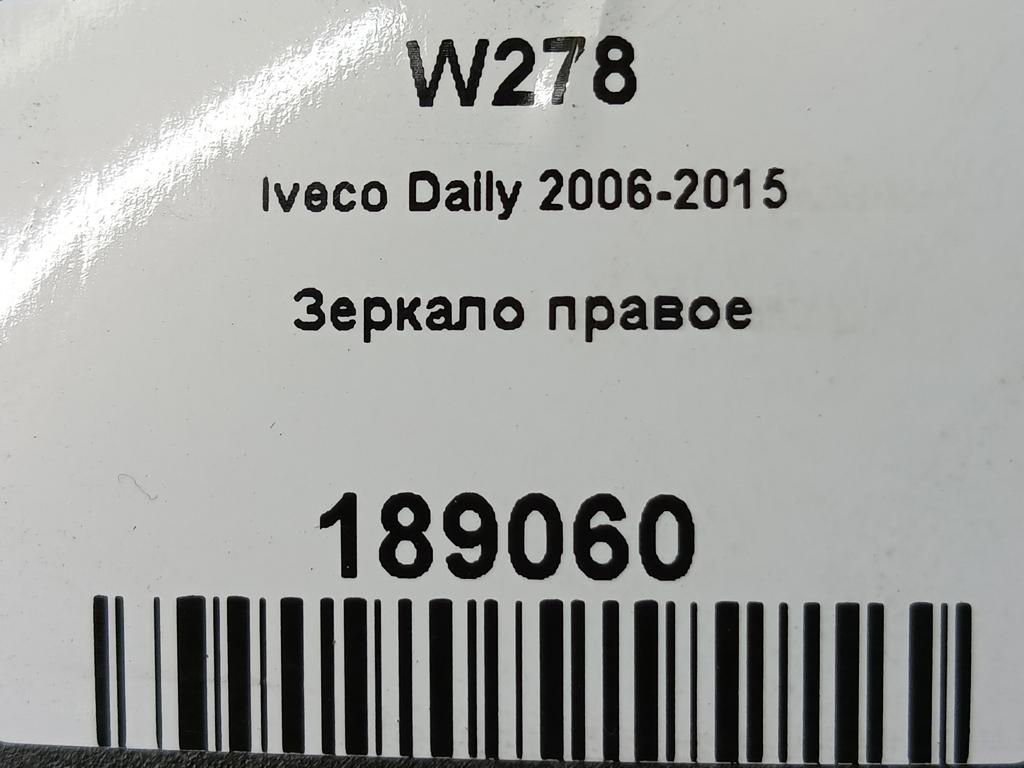 W278
Iveco Daily 2006-2015
Зеркало правое
189060